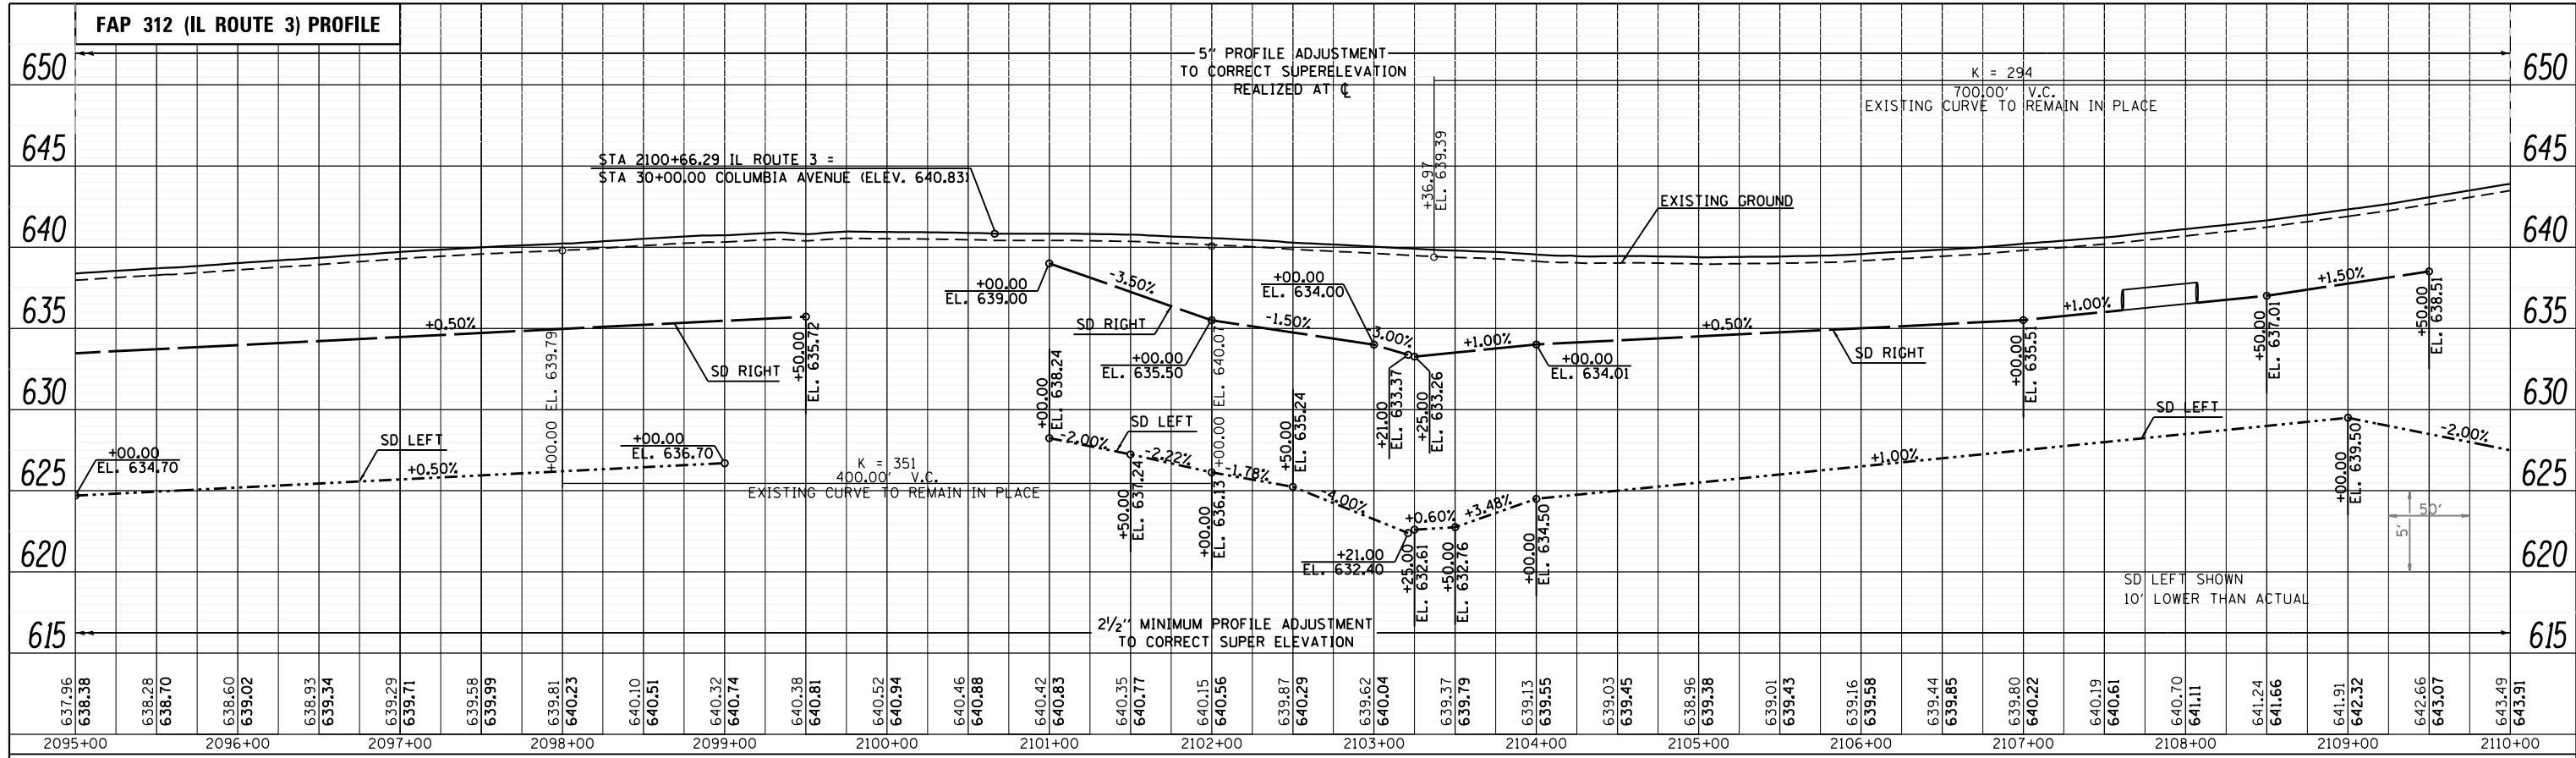 FAP 312 (IL ROUTE 3) PROFILE
5" PROFILE ADJUSTMENT
TO CORRECT SUPERELEVATION
REALIZED AT ℄
650
650
K = 294
700.00' V.C.
EXISTING CURVE TO REMAIN IN PLACE
645
645
STA 2100+66.29 IL ROUTE 3 =
STA 30+00.00 COLUMBIA AVENUE (ELEV. 640.83)
+36.97
EL. 639.39
EXISTING GROUND
640
640
+00.00
EL. 639.00
-3.50%
+00.00
EL. 634.00
+1.50%
+50.00
EL. 638.51
635
635
+0.50%
SD RIGHT
+50.00
EL. 635.72
SD RIGHT
+00.00
EL. 635.50
-1.50%
-3.00%
+1.00%
+00.00
EL. 634.01
+0.50%
SD RIGHT
+1.00%
+00.00
EL. 635.51
+50.00
EL. 637.01
+00.00 EL. 639.79
+00.00 EL. 640.07
+21.00
EL. 633.37
+25.00
EL. 633.26
630
630
+00.00
EL. 638.24
+00.00
EL. 634.70
SD LEFT
+0.50%
+00.00
EL. 636.70
-2.00%
SD LEFT
-2.22%
-1.78%
+50.00
EL. 635.24
SD LEFT
+1.00%
-2.00%
625
625
K = 351
400.00' V.C.
EXISTING CURVE TO REMAIN IN PLACE
+50.00
EL. 637.24
+00.00
EL. 636.13
-4.00%
+0.60%
+3.48%
+21.00
EL. 632.40
+25.00
EL. 632.61
+50.00
EL. 632.76
+00.00
EL. 634.50
+00.00
EL. 639.50
50'
5'
620
620
SD LEFT SHOWN
10' LOWER THAN ACTUAL
615
615
2½" MINIMUM PROFILE ADJUSTMENT
TO CORRECT SUPER ELEVATION
637.96
638.38
638.28
638.70
638.60
639.02
638.93
639.34
639.29
639.71
639.58
639.99
639.81
640.23
640.10
640.51
640.32
640.74
640.38
640.81
640.52
640.94
640.46
640.88
640.42
640.83
640.35
640.77
640.15
640.56
639.87
640.29
639.62
640.04
639.37
639.79
639.13
639.55
639.03
639.45
638.96
639.38
639.01
639.43
639.16
639.58
639.44
639.85
639.80
640.22
640.19
640.61
640.70
641.11
641.24
641.66
641.91
642.32
642.66
643.07
643.49
643.91
2095+00
2096+00
2097+00
2098+00
2099+00
2100+00
2101+00
2102+00
2103+00
2104+00
2105+00
2106+00
2107+00
2108+00
2109+00
2110+00